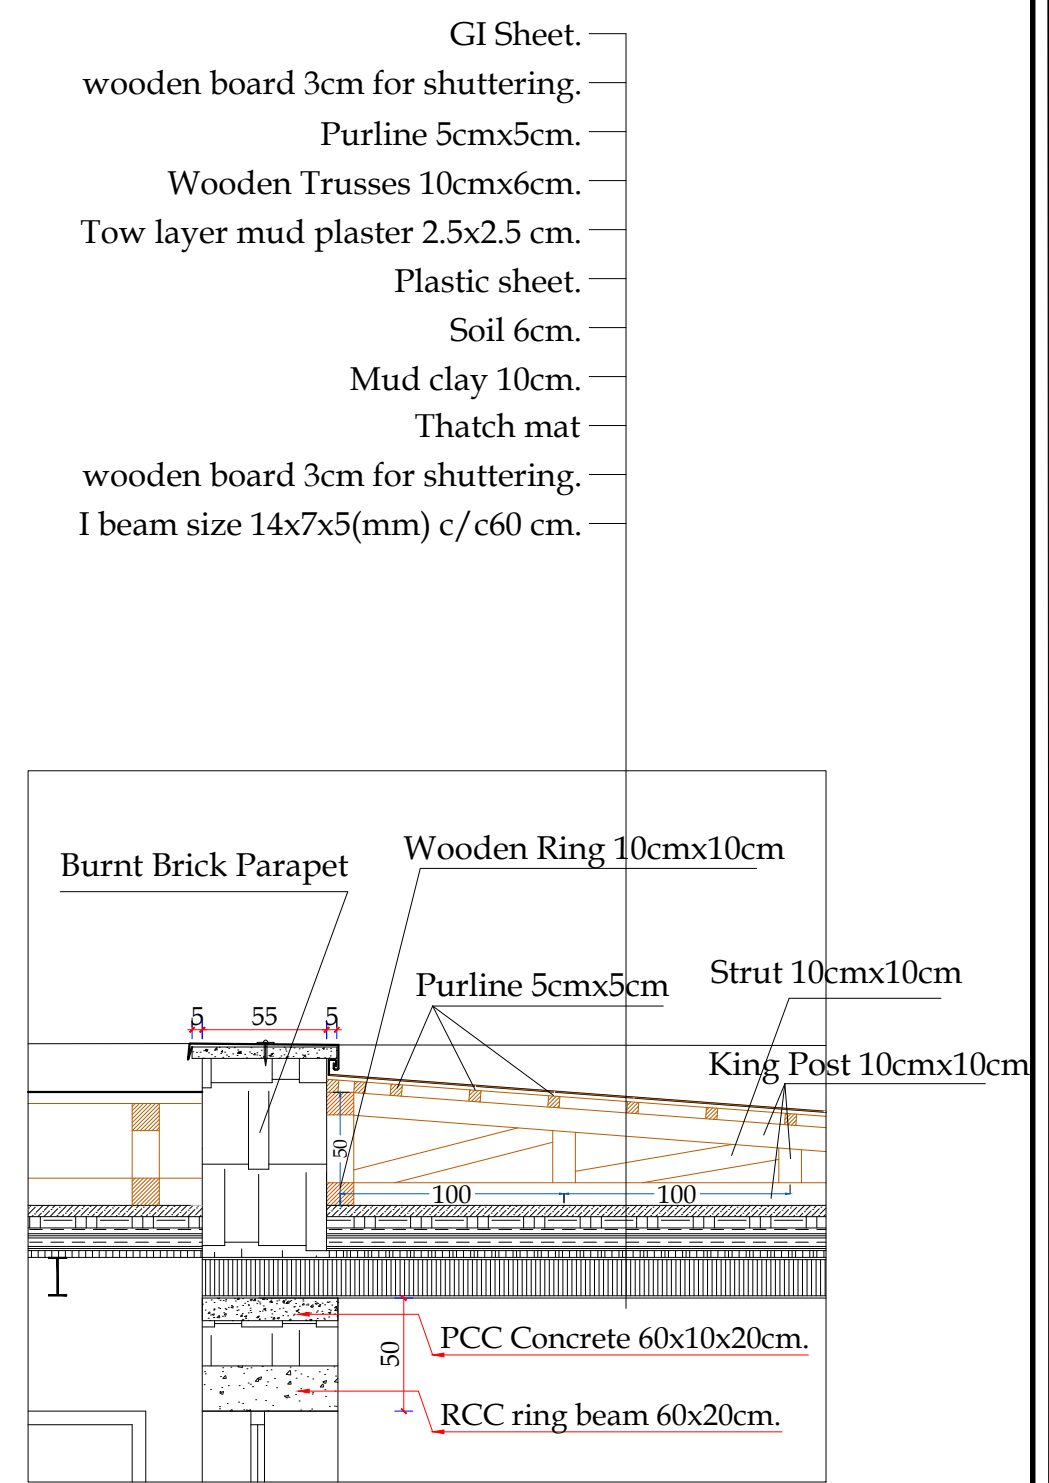 GI Sheet.
wooden board 3cm for shuttering.
Purline 5cmx5cm.
Wooden Trusses 10cmx6cm.
Tow layer mud plaster 2.5x2.5 cm.
Plastic sheet.
Soil 6cm.
Mud clay 10cm.
Thatch mat
wooden board 3cm for shuttering.
I beam size 14x7x5(mm) c/c60 cm.
Wooden Ring 10cmx10cm
Burnt Brick Parapet
Strut 10cmx10cm
Purline 5cmx5cm
5 55 5
King Post 10cmx10cm
50
100 100
PCC Concrete 60x10x20cm.
50
RCC ring beam 60x20cm.